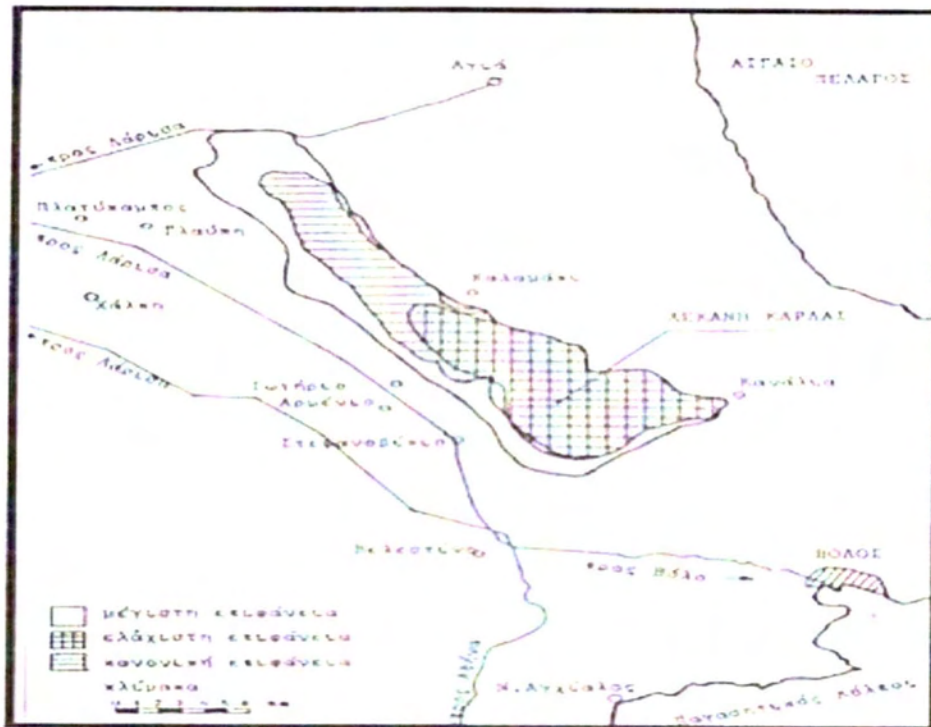 Αγιά
ΑΙΓΑΙΟ
ΠΕΛΑΓΟΣ
προς Λάρισα
Πλατύκαμπος
Γλαύκη
προς Λάρισα
Χάλκη
Καλαμάκι
ΛΕΚΑΝΗ ΚΑΡΛΑΣ
προς Λάρισα
Σωτήριο
Αρμένιο
Κανάλια
Στεφανοβίκειο
Βελεστίνο
ΒΟΛΟΣ
προς Βόλο
μέγιστη επιφάνεια
ελάχιστη επιφάνεια
κανονική επιφάνεια
κλίμακα
Ν.Αγχίαλος
Παγασητικός Κόλπος